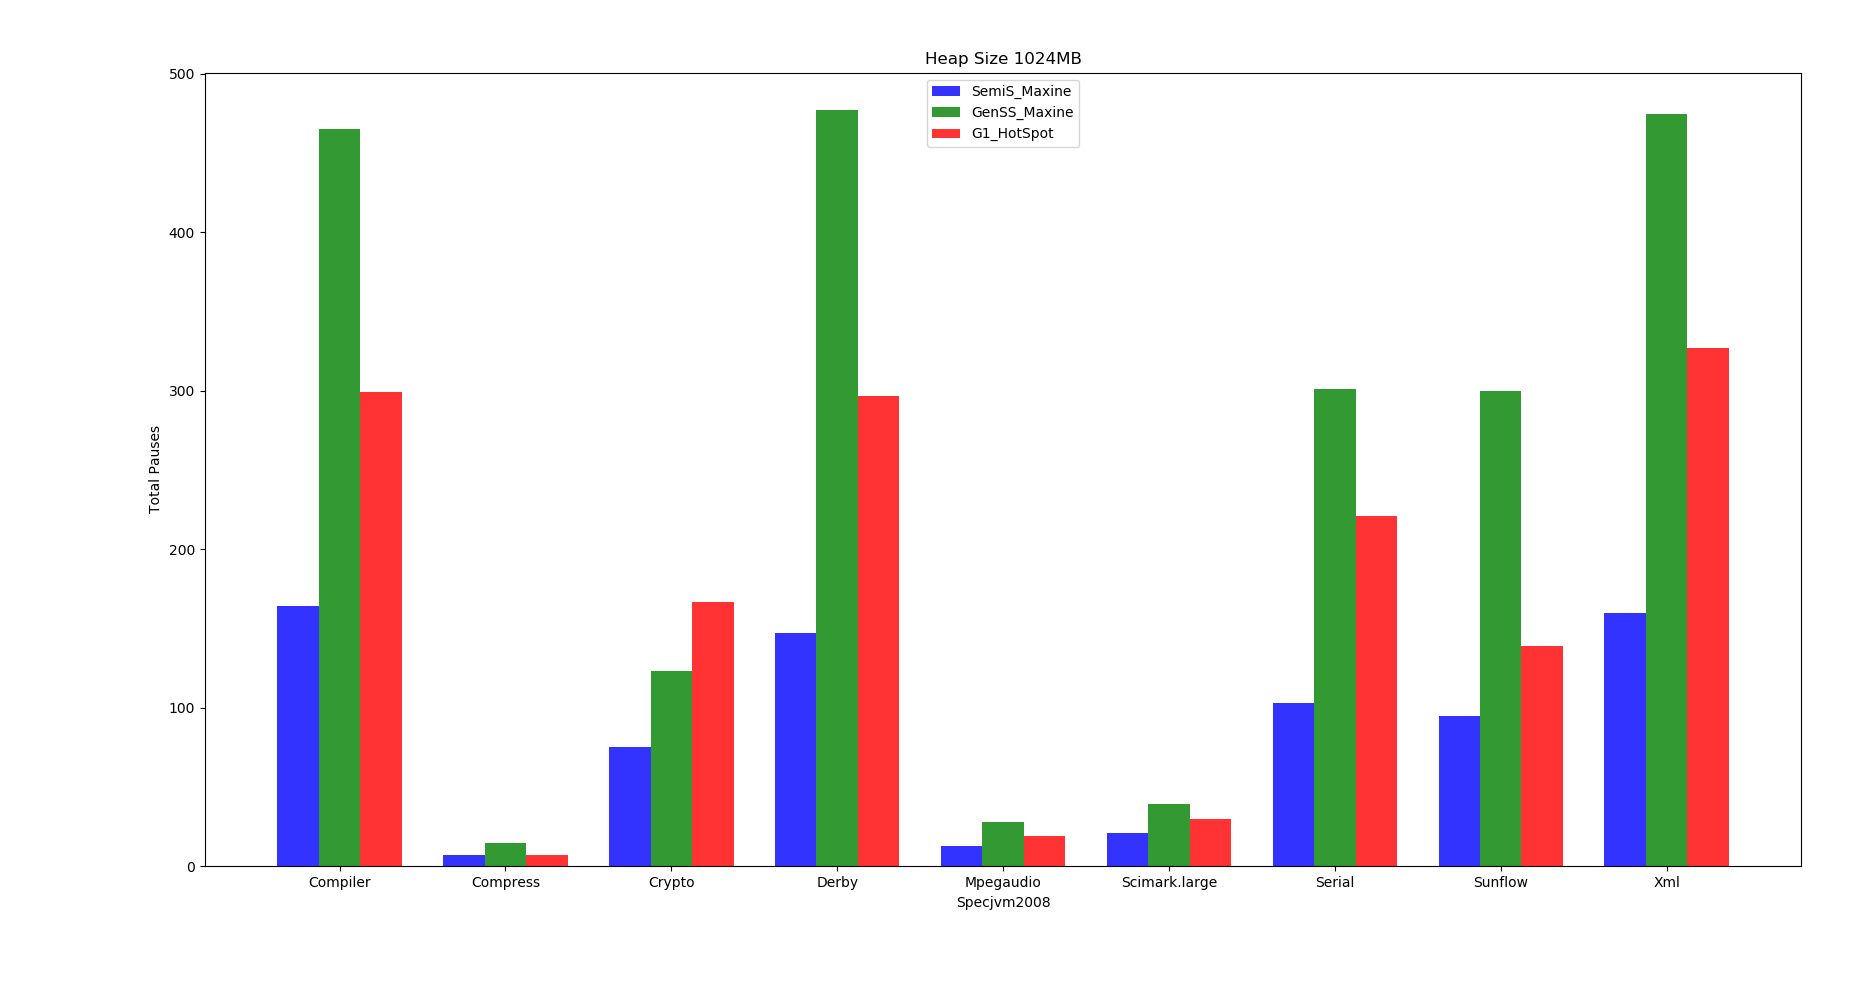 Heap Size 1024MB
SemiS_Maxine
GenSS_Maxine
G1_HotSpot
500
400
300
200
100
0
Total Pauses
Compiler Compress Crypto Derby Mpegaudio Scimark.large Serial Sunflow Xml
Specjvm2008